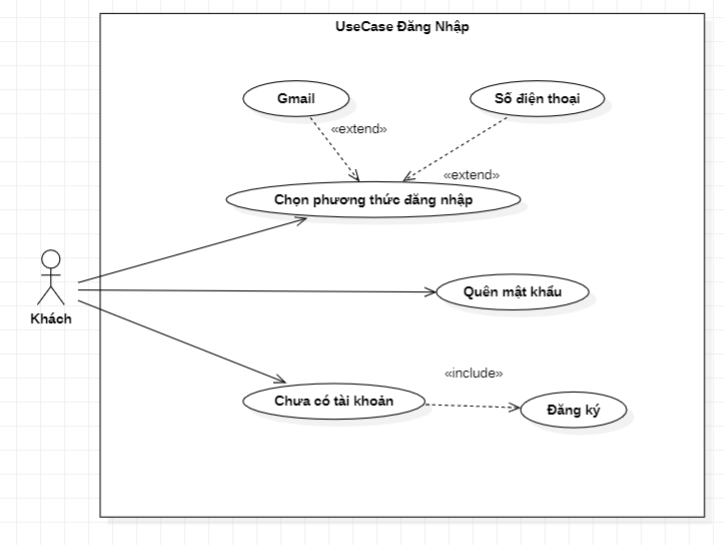 UseCase Đăng Nhập
Gmail
Số điện thoại
«extend»
«extend»
Chọn phương thức đăng nhập
Khách
Quên mật khẩu
«include»
Chưa có tài khoản
Đăng ký